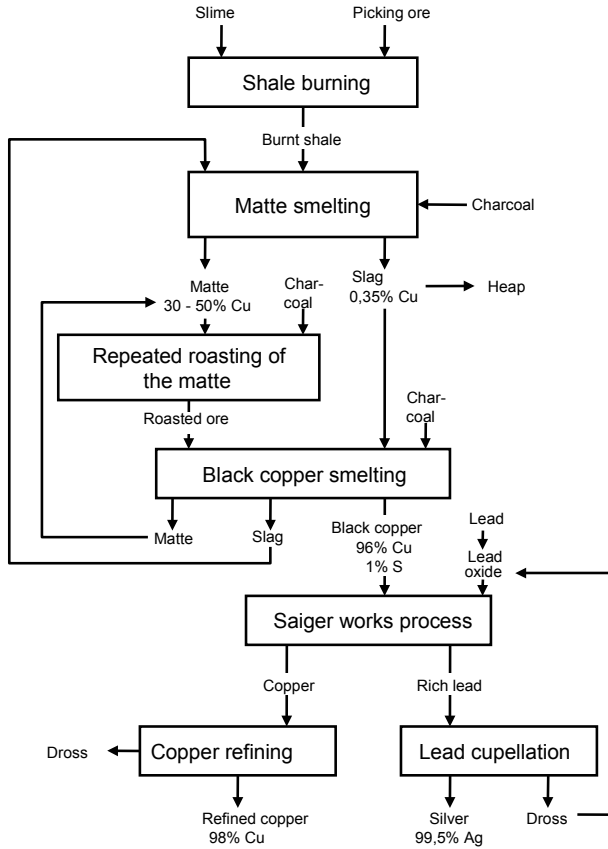 Slime
Picking ore
Shale burning
Burnt shale
Matte smelting
Charcoal
Matte
30 - 50% Cu
Char-
coal
Slag
0,35% Cu
Heap
Repeated roasting of
the matte
Roasted ore
Char-
coal
Black copper smelting
Matte
Slag
Black copper
96% Cu
1% S
Lead
Lead
oxide
Saiger works process
Copper
Rich lead
Dross
Copper refining
Lead cupellation
Refined copper
98% Cu
Silver
99,5% Ag
Dross